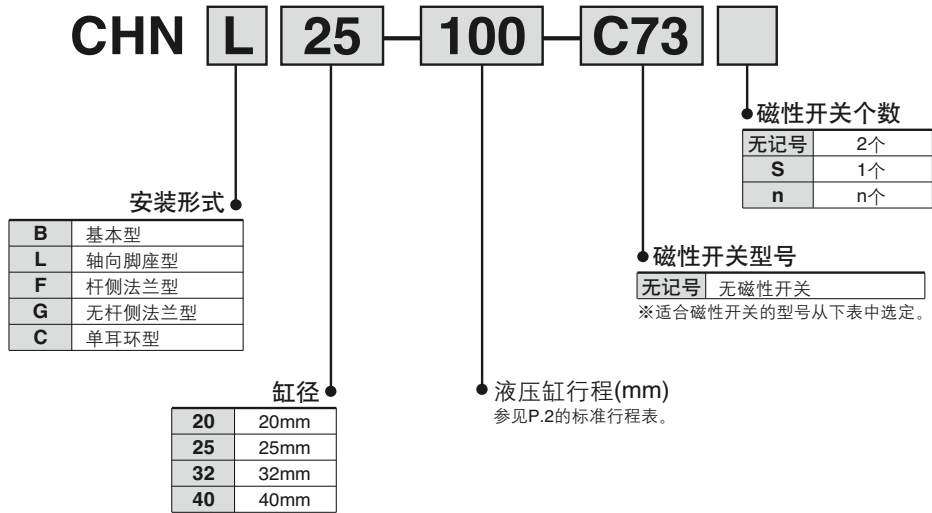 CHN L 25 - 100 - C73
磁性开关个数
无记号 2个
S 1个
n n个
安装形式
B 基本型
L 轴向脚座型
F 杆侧法兰型
G 无杆侧法兰型
C 单耳环型
磁性开关型号
无记号 无磁性开关
※适合磁性开关的型号从下表中选定。
缸径
20 20mm
25 25mm
32 32mm
40 40mm
液压缸行程(mm)
参见P.2的标准行程表。